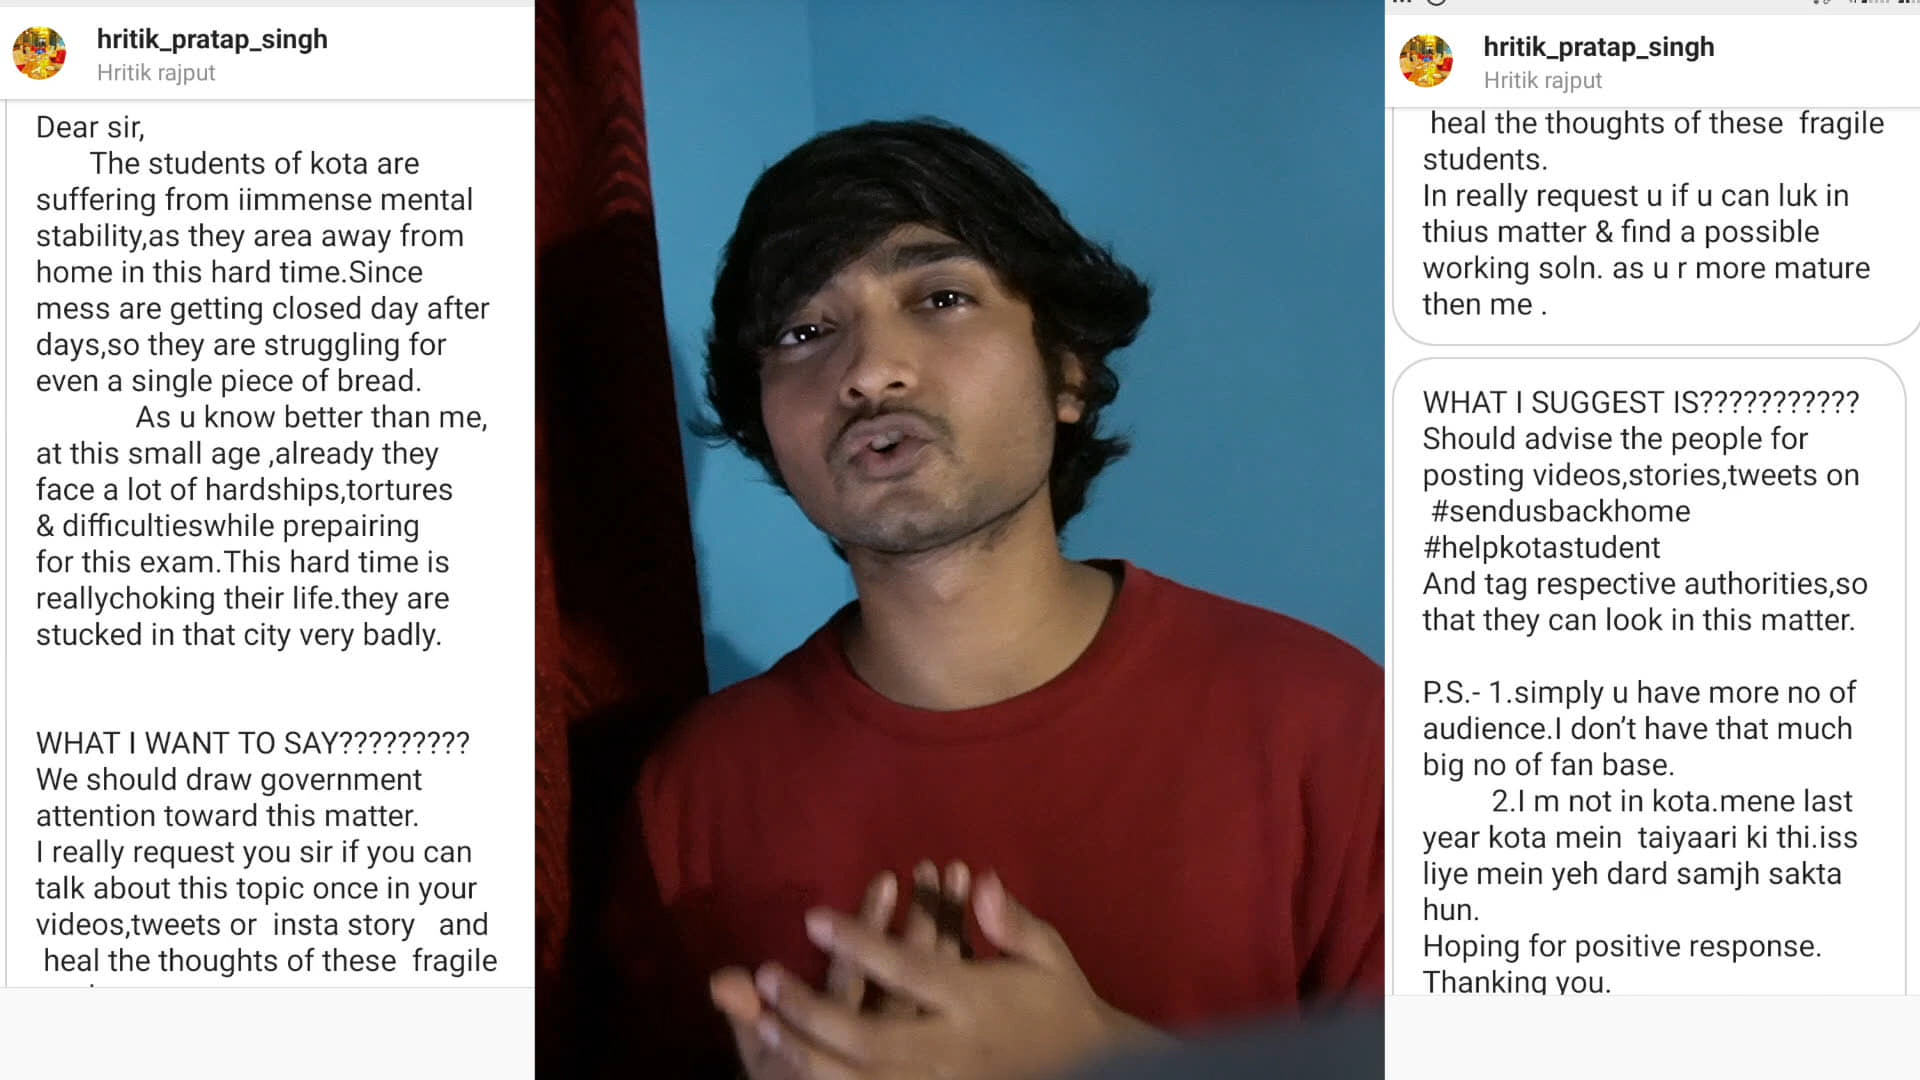 hritik_pratap_singh
Hritik rajput
Dear sir,
The students of kota are
suffering from iimmense mental
stability,as they area away from
home in this hard time.Since
mess are getting closed day after
days,so they are struggling for
even a single piece of bread.
As u know better than me,
at this small age ,already they
face a lot of hardships,tortures
& difficultieswhile prepairing
for this exam.This hard time is
reallychoking their life.they are
stucked in that city very badly.
WHAT I WANT TO SAY?????????
We should draw government
attention toward this matter.
I really request you sir if you can
talk about this topic once in your
videos,tweets or  insta story   and
heal the thoughts of these  fragile
hritik_pratap_singh
Hritik rajput
heal the thoughts of these  fragile
students.
In really request u if u can luk in
thius matter & find a possible
working soln. as u r more mature
then me .
WHAT I SUGGEST IS???????????
Should advise the people for
posting videos,stories,tweets on
#sendusbackhome
#helpkotastudent
And tag respective authorities,so
that they can look in this matter.
P.S.- 1.simply u have more no of
audience.I don’t have that much
big no of fan base.
2.I m not in kota.mene last
year kota mein  taiyaari ki thi.iss
liye mein yeh dard samjh sakta
hun.
Hoping for positive response.
Thanking you.